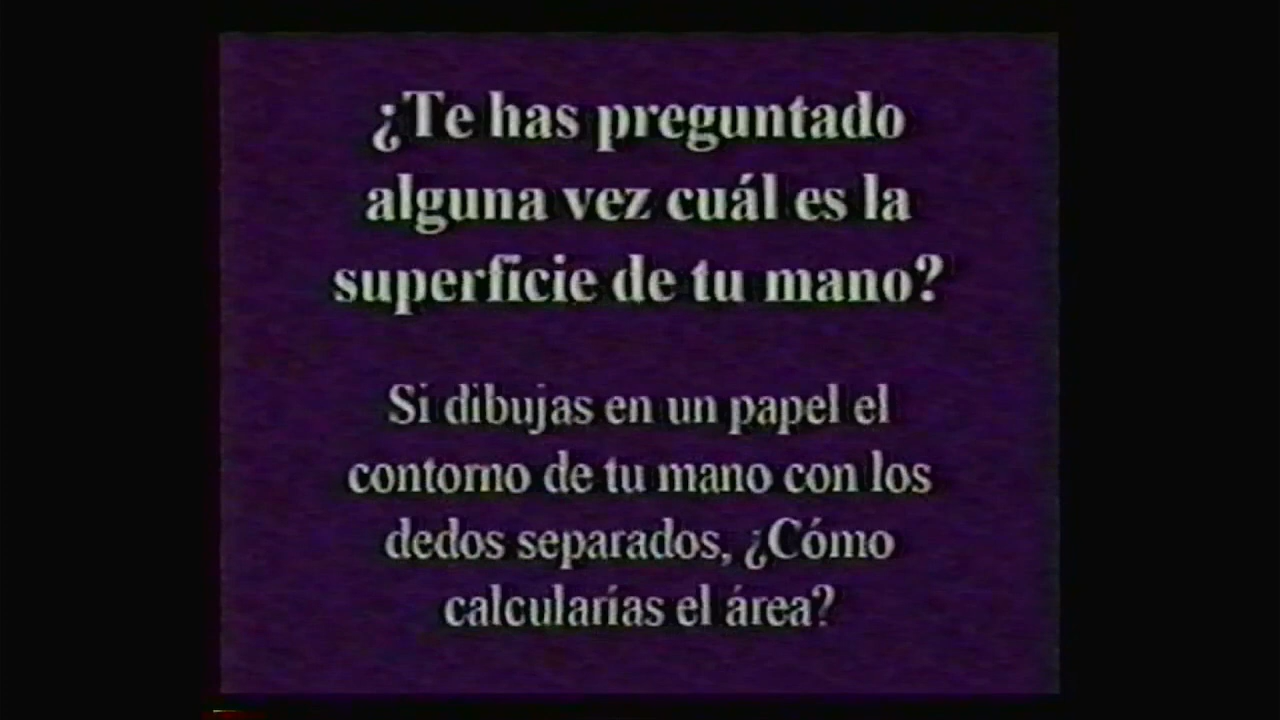 ¿Te has preguntado
alguna vez cuál es la
superficie de tu mano?
Si dibujas en un papel el
contorno de tu mano con los
dedos separados, ¿Cómo
calcularías el área?